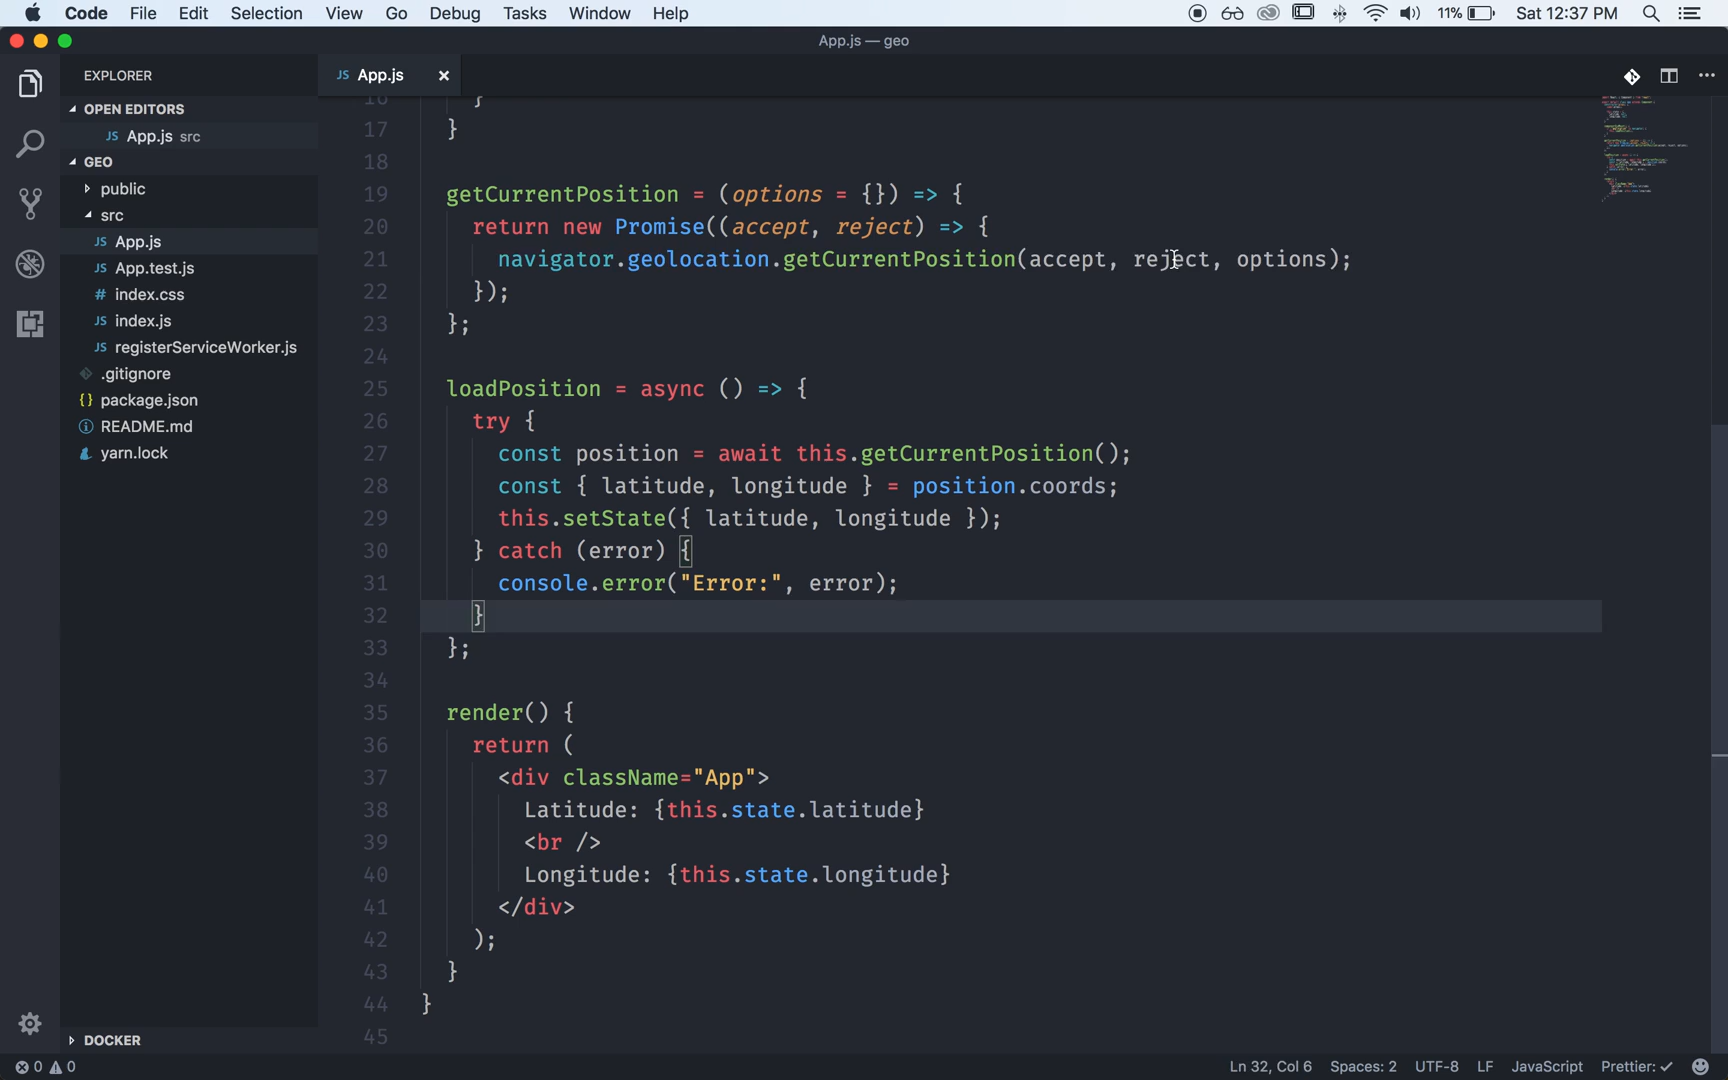 Code File Edit Selection View Go Debug Tasks Window Help 11% Sat 12:37 PM
App.js — geo
EXPLORER
JS App.js ×
OPEN EDITORS
JS App.js src
GEO
public
src
JS App.js
JS App.test.js
# index.css
JS index.js
JS registerServiceWorker.js
.gitignore
{} package.json
README.md
yarn.lock
DOCKER
16 }
17 }
18
19 getCurrentPosition = (options = {}) => {
20 return new Promise((accept, reject) => {
21 navigator.geolocation.getCurrentPosition(accept, reject, options);
22 });
23 };
24
25 loadPosition = async () => {
26 try {
27 const position = await this.getCurrentPosition();
28 const { latitude, longitude } = position.coords;
29 this.setState({ latitude, longitude });
30 } catch (error) {
31 console.error("Error:", error);
32 }
33 };
34
35 render() {
36 return (
37 <div className="App">
38 Latitude: {this.state.latitude}
39 <br />
40 Longitude: {this.state.longitude}
41 </div>
42 );
43 }
44 }
45
0 0 Ln 32, Col 6 Spaces: 2 UTF-8 LF JavaScript Prettier: ✓